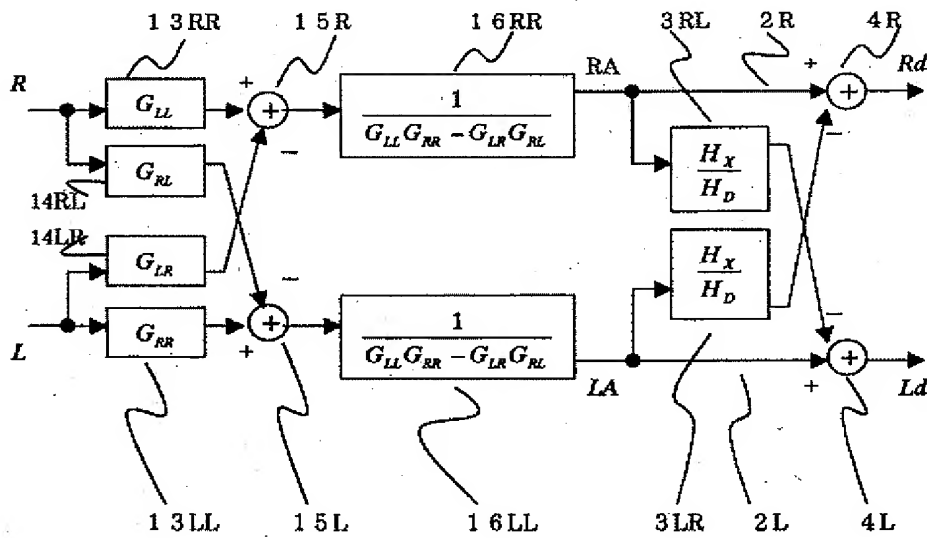 1 3RR 1 5R 1 6RR 3RL 2R 4R
R RA + Rd
G_LL + +
1 / (G_LL G_RR − G_LR G_RL)
+
−
G_RL −
H_X / H_D
14RL
14LR
G_LR −
H_X / H_D
−
G_RR + +
1 / (G_LL G_RR − G_LR G_RL)
+
L LA + Ld
1 3LL 1 5L 1 6LL 3LR 2L 4L